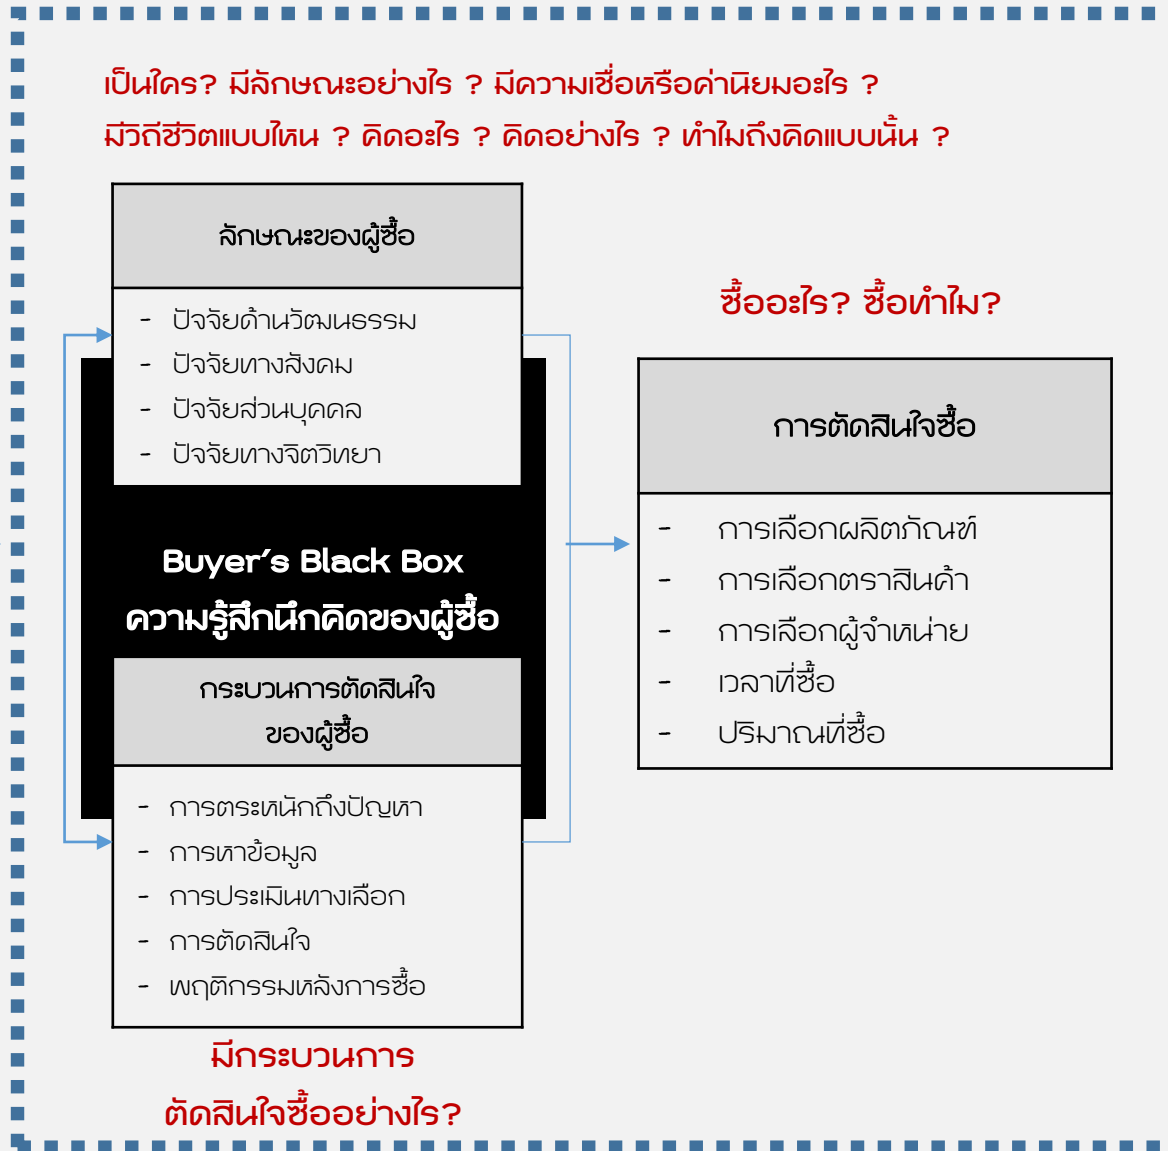 เป็นใคร? มีลักษณะอย่างไร ? มีความเชื่อหรือค่านิยมอะไร ?
มีวิถีชีวิตแบบไหน ? คิดอะไร ? คิดอย่างไร ? ทำไมถึงคิดแบบนั้น ?
ลักษณะของผู้ซื้อ
- ปัจจัยด้านวัฒนธรรม
- ปัจจัยทางสังคม
- ปัจจัยส่วนบุคคล
- ปัจจัยทางจิตวิทยา
Buyer’s Black Box
ความรู้สึกนึกคิดของผู้ซื้อ
กระบวนการตัดสินใจ
ของผู้ซื้อ
- การตระหนักถึงปัญหา
- การหาข้อมูล
- การประเมินทางเลือก
- การตัดสินใจ
- พฤติกรรมหลังการซื้อ
มีกระบวนการ
ตัดสินใจซื้ออย่างไร?
ซื้ออะไร? ซื้อทำไม?
การตัดสินใจซื้อ
- การเลือกผลิตภัณฑ์
- การเลือกตราสินค้า
- การเลือกผู้จำหน่าย
- เวลาที่ซื้อ
- ปริมาณที่ซื้อ